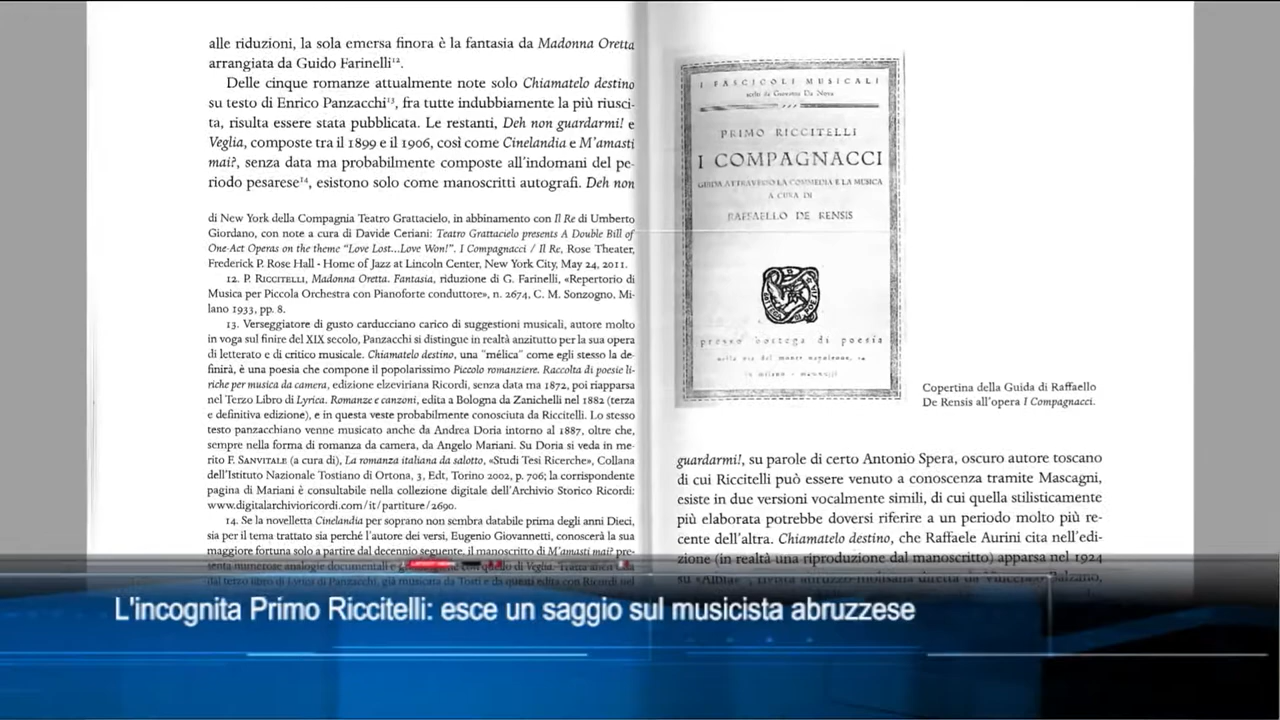 alle riduzioni, la sola emersa finora è la fantasia da Madonna Oretta
arrangiata da Guido Farinelli¹².
Delle cinque romanze attualmente note solo Chiamatelo destino
su testo di Enrico Panzacchi¹³, fra tutte indubbiamente la più riusci-
ta, risulta essere stata pubblicata. Le restanti, Deh non guardarmi! e
Veglia, composte tra il 1899 e il 1906, così come Cinelandia e M'amasti
mai?, senza data ma probabilmente composte all'indomani del pe-
riodo pesarese¹⁴, esistono solo come manoscritti autografi. Deh non
di New York della Compagnia Teatro Grattacielo, in abbinamento con Il Re di Umberto
Giordano, con note a cura di Davide Ceriani: Teatro Grattacielo presents A Double Bill of
One-Act Operas on the theme "Love Lost...Love Won!". I Compagnacci / Il Re, Rose Theater,
Frederick P. Rose Hall - Home of Jazz at Lincoln Center, New York City, May 24, 2011.
12. P. RICCITELLI, Madonna Oretta. Fantasia, riduzione di G. Farinelli, «Repertorio di
Musica per Piccola Orchestra con Pianoforte conduttore», n. 2674, C. M. Sonzogno, Mi-
lano 1933, pp. 8.
13. Verseggiatore di gusto carducciano carico di suggestioni musicali, autore molto
in voga sul finire del XIX secolo, Panzacchi si distingue in realtà anzitutto per la sua opera
di letterato e di critico musicale. Chiamatelo destino, una "mélica" come egli stesso la de-
finirà, è una poesia che compone il popolarissimo Piccolo romanziere. Raccolta di poesie li-
riche per musica da camera, edizione elzeviriana Ricordi, senza data ma 1872, poi riapparsa
nel Terzo Libro di Lyrica. Romanze e canzoni, edita a Bologna da Zanichelli nel 1882 (terza
e definitiva edizione), e in questa veste probabilmente conosciuta da Riccitelli. Lo stesso
testo panzacchiano venne musicato anche da Andrea Doria intorno al 1887, oltre che,
sempre nella forma di romanza da camera, da Angelo Mariani. Su Doria si veda in me-
rito F. SANVITALE (a cura di), La romanza italiana da salotto, «Studi Tesi Ricerche», Collana
dell'Istituto Nazionale Tostiano di Ortona, 3, Edt, Torino 2002, p. 706; la corrispondente
pagina di Mariani è consultabile nella collezione digitale dell'Archivio Storico Ricordi:
www.digitalarchivioricordi.com/it/partiture/2690.
14. Se la novelletta Cinelandia per soprano non sembra databile prima degli anni Dieci,
sia per il tema trattato sia perché l'autore dei versi, Eugenio Giovannetti, conoscerà la sua
maggiore fortuna solo a partire dal decennio seguente, il manoscritto di M'amasti mai? pre-
senta numerose analogie documentali e con quello di Veglia.
I FASCICOLI MUSICALI
PRIMO RICCITELLI
I COMPAGNACCI
GUIDA ATTRAVERSO LA COMMEDIA E LA MUSICA
A CURA DI
RAFFAELLO DE RENSIS
presso bottega di poesia
Copertina della Guida di Raffaello
De Rensis all'opera I Compagnacci.
guardarmi!, su parole di certo Antonio Spera, oscuro autore toscano
di cui Riccitelli può essere venuto a conoscenza tramite Mascagni,
esiste in due versioni vocalmente simili, di cui quella stilisticamente
più elaborata potrebbe doversi riferire a un periodo molto più re-
cente dell'altra. Chiamatelo destino, che Raffaele Aurini cita nell'edi-
zione (in realtà una riproduzione dal manoscritto) apparsa nel 1924
L'incognita Primo Riccitelli: esce un saggio sul musicista abruzzese